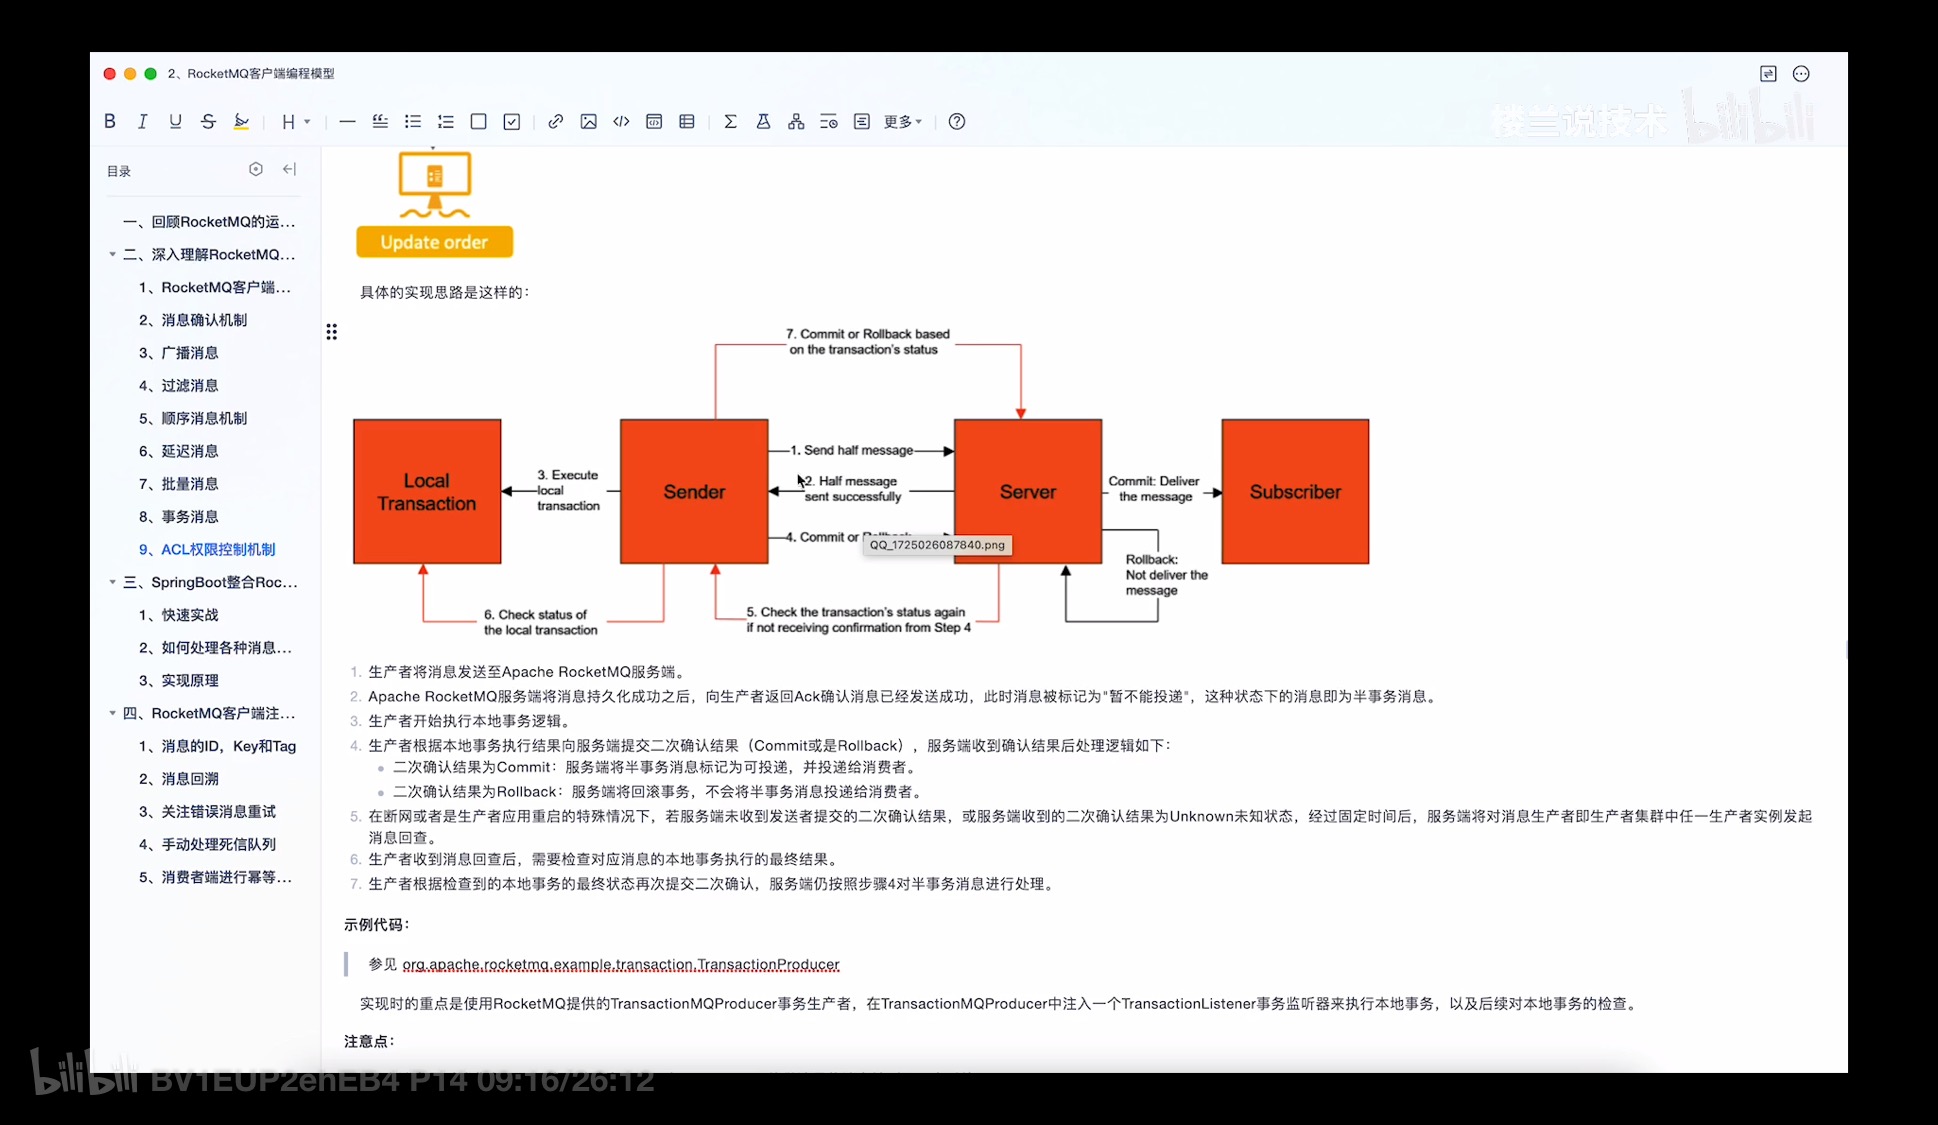 2、RocketMQ客户端编程模型
B I U S H 更多
楼兰说技术 bilibili
目录
一、回顾RocketMQ的运...
二、深入理解RocketMQ...
1、RocketMQ客户端...
2、消息确认机制
3、广播消息
4、过滤消息
5、顺序消息机制
6、延迟消息
7、批量消息
8、事务消息
9、ACL权限控制机制
三、SpringBoot整合Roc...
1、快速实战
2、如何处理各种消息...
3、实现原理
四、RocketMQ客户端注...
1、消息的ID，Key和Tag
2、消息回溯
3、关注错误消息重试
4、手动处理死信队列
5、消费者端进行幂等...
Update order
具体的实现思路是这样的：
7. Commit or Rollback based
on the transaction's status
Local
Transaction
3. Execute
local
transaction
Sender
1. Send half message
2. Half message
sent successfully
4. Commit or
QQ_1725026087840.png
Server
Commit: Deliver
the message
Subscriber
Rollback:
Not deliver the
message
6. Check status of
the local transaction
5. Check the transaction's status again
if not receiving confirmation from Step 4
1. 生产者将消息发送至Apache RocketMQ服务端。
2. Apache RocketMQ服务端将消息持久化成功之后，向生产者返回Ack确认消息已经发送成功，此时消息被标记为"暂不能投递"，这种状态下的消息即为半事务消息。
3. 生产者开始执行本地事务逻辑。
4. 生产者根据本地事务执行结果向服务端提交二次确认结果（Commit或是Rollback），服务端收到确认结果后处理逻辑如下：
二次确认结果为Commit：服务端将半事务消息标记为可投递，并投递给消费者。
二次确认结果为Rollback：服务端将回滚事务，不会将半事务消息投递给消费者。
5. 在断网或者是生产者应用重启的特殊情况下，若服务端未收到发送者提交的二次确认结果，或服务端收到的二次确认结果为Unknown未知状态，经过固定时间后，服务端将对消息生产者即生产者集群中任一生产者实例发起
消息回查。
6. 生产者收到消息回查后，需要检查对应消息的本地事务执行的最终结果。
7. 生产者根据检查到的本地事务的最终状态再次提交二次确认，服务端仍按照步骤4对半事务消息进行处理。
示例代码：
参见 org.apache.rocketmq.example.transaction.TransactionProducer
实现时的重点是使用RocketMQ提供的TransactionMQProducer事务生产者，在TransactionMQProducer中注入一个TransactionListener事务监听器来执行本地事务，以及后续对本地事务的检查。
注意点：
bilibili BV1EUP2ehEB4 P14 09:16/26:12